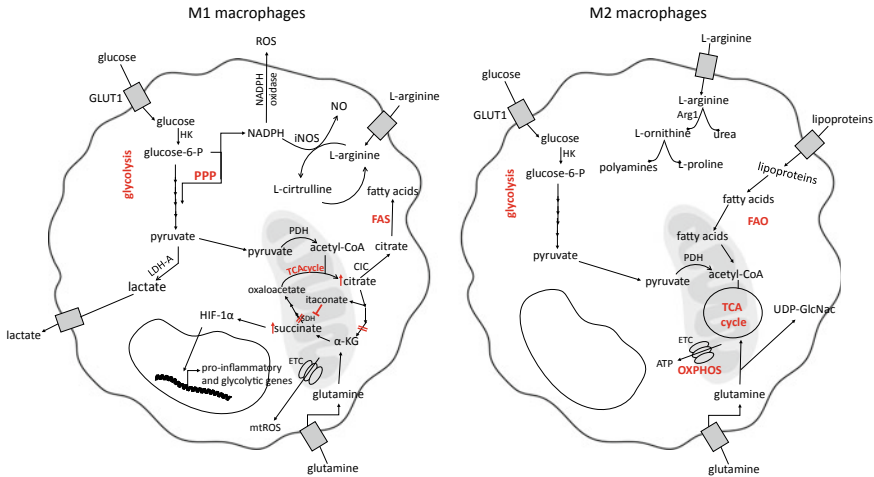 M1 macrophages
M2 macrophages
ROS
glucose
GLUT1
NADPH
oxidase
L-arginine
glucose
HK
glucose-6-P
NADPH
iNOS
NO
L-arginine
L-cirtrulline
glycolysis
PPP
fatty acids
FAS
pyruvate
LDH-A
lactate
lactate
pyruvate
PDH
acetyl-CoA
CIC
citrate
TCAcycle
citrate
oxaloacetate
itaconate
SDH
succinate
α-KG
HIF-1α
pro-inflammatory
and glycolytic genes
ETC
mtROS
glutamine
glutamine
L-arginine
glucose
GLUT1
L-arginine
Arg1
L-ornithine
urea
polyamines
L-proline
lipoproteins
lipoproteins
glucose
HK
glucose-6-P
glycolysis
fatty acids
FAO
fatty acids
pyruvate
pyruvate
PDH
acetyl-CoA
TCA
cycle
UDP-GlcNac
ETC
ATP
OXPHOS
glutamine
glutamine